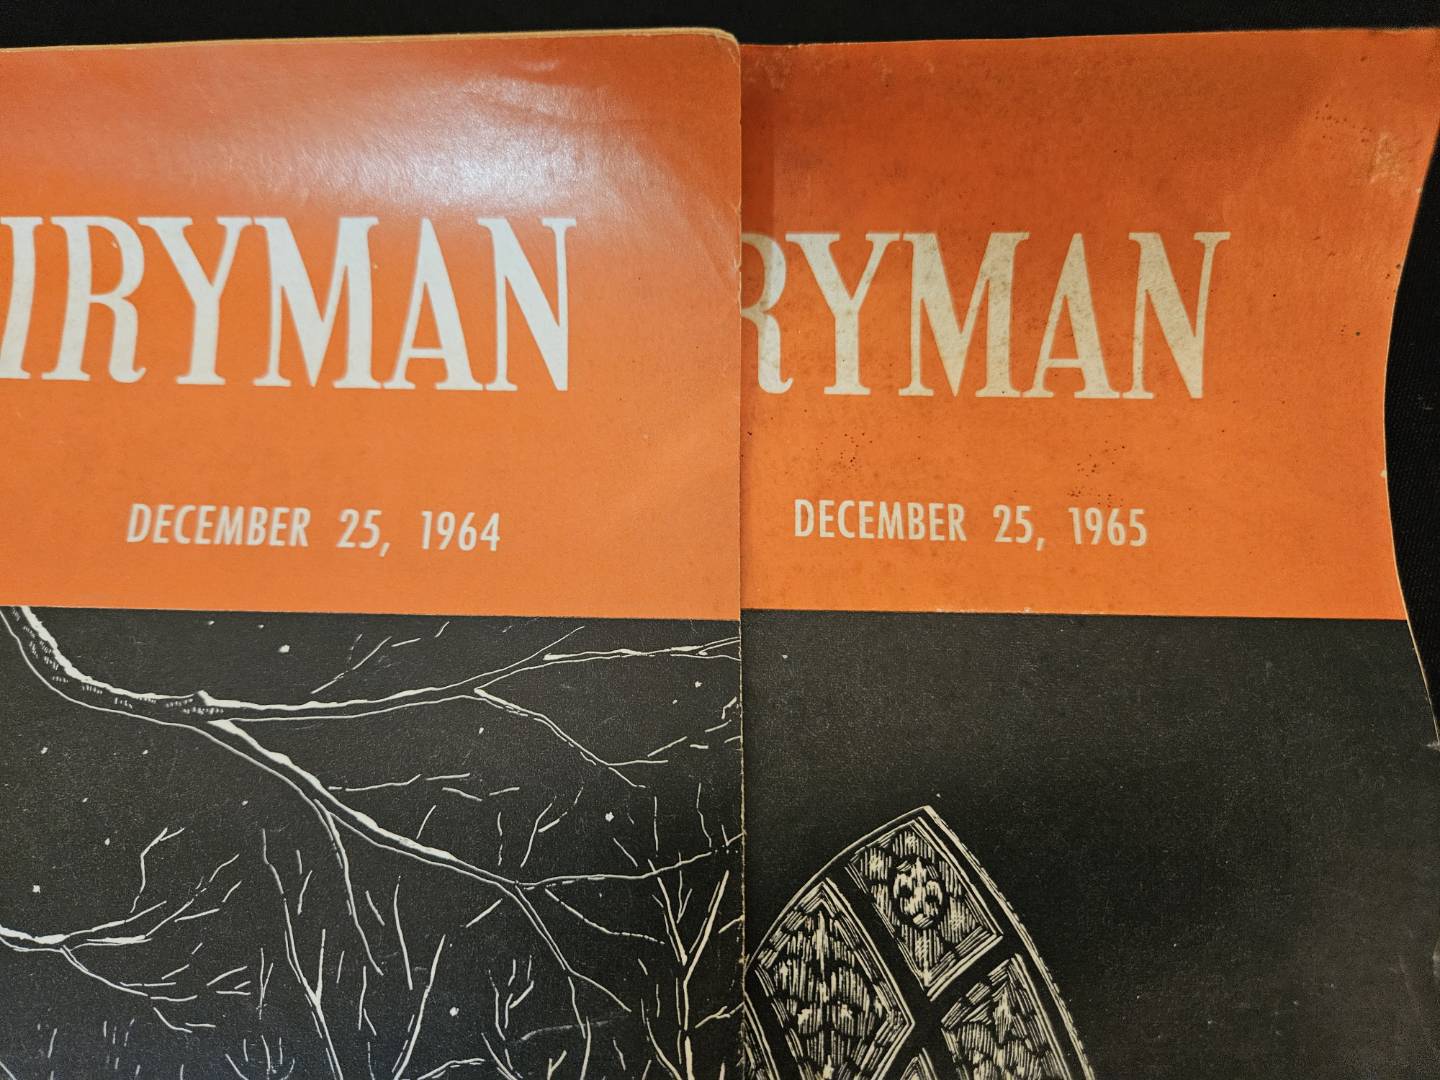 IRYMAN
DECEMBER 25, 1964
RYMAN
DECEMBER 25, 1965